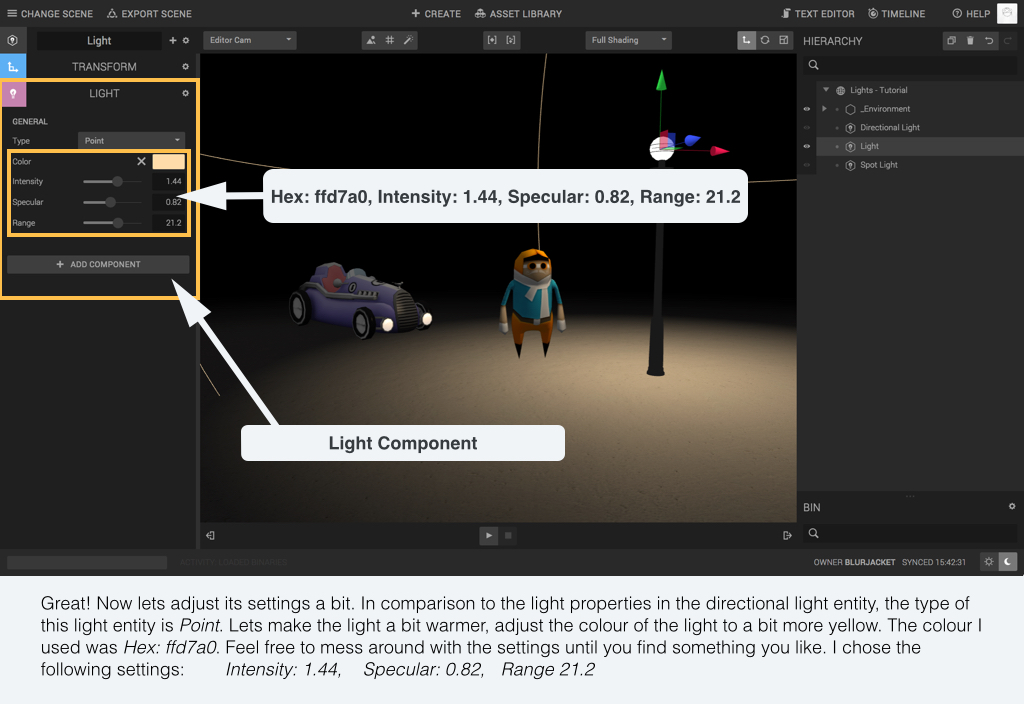 CHANGE SCENE
EXPORT SCENE
CREATE
ASSET LIBRARY
TEXT EDITOR
TIMELINE
HELP
Light
Editor Cam
Full Shading
HIERARCHY
TRANSFORM
LIGHT
GENERAL
Type
Point
Color
Intensity
1.44
Specular
0.82
Range
21.2
ADD COMPONENT
Lights - Tutorial
_Environment
Directional Light
Light
Spot Light
Hex: ffd7a0, Intensity: 1.44, Specular: 0.82, Range: 21.2
Light Component
BIN
ACTIVITY: LOADED BINARIES
OWNER BLURJACKET SYNCED 15:42:31
Great! Now lets adjust its settings a bit. In comparison to the light properties in the directional light entity, the type of
this light entity is Point. Lets make the light a bit warmer, adjust the colour of the light to a bit more yellow. The colour I
used was Hex: ffd7a0. Feel free to mess around with the settings until you find something you like. I chose the
following settings: Intensity: 1.44, Specular: 0.82, Range 21.2